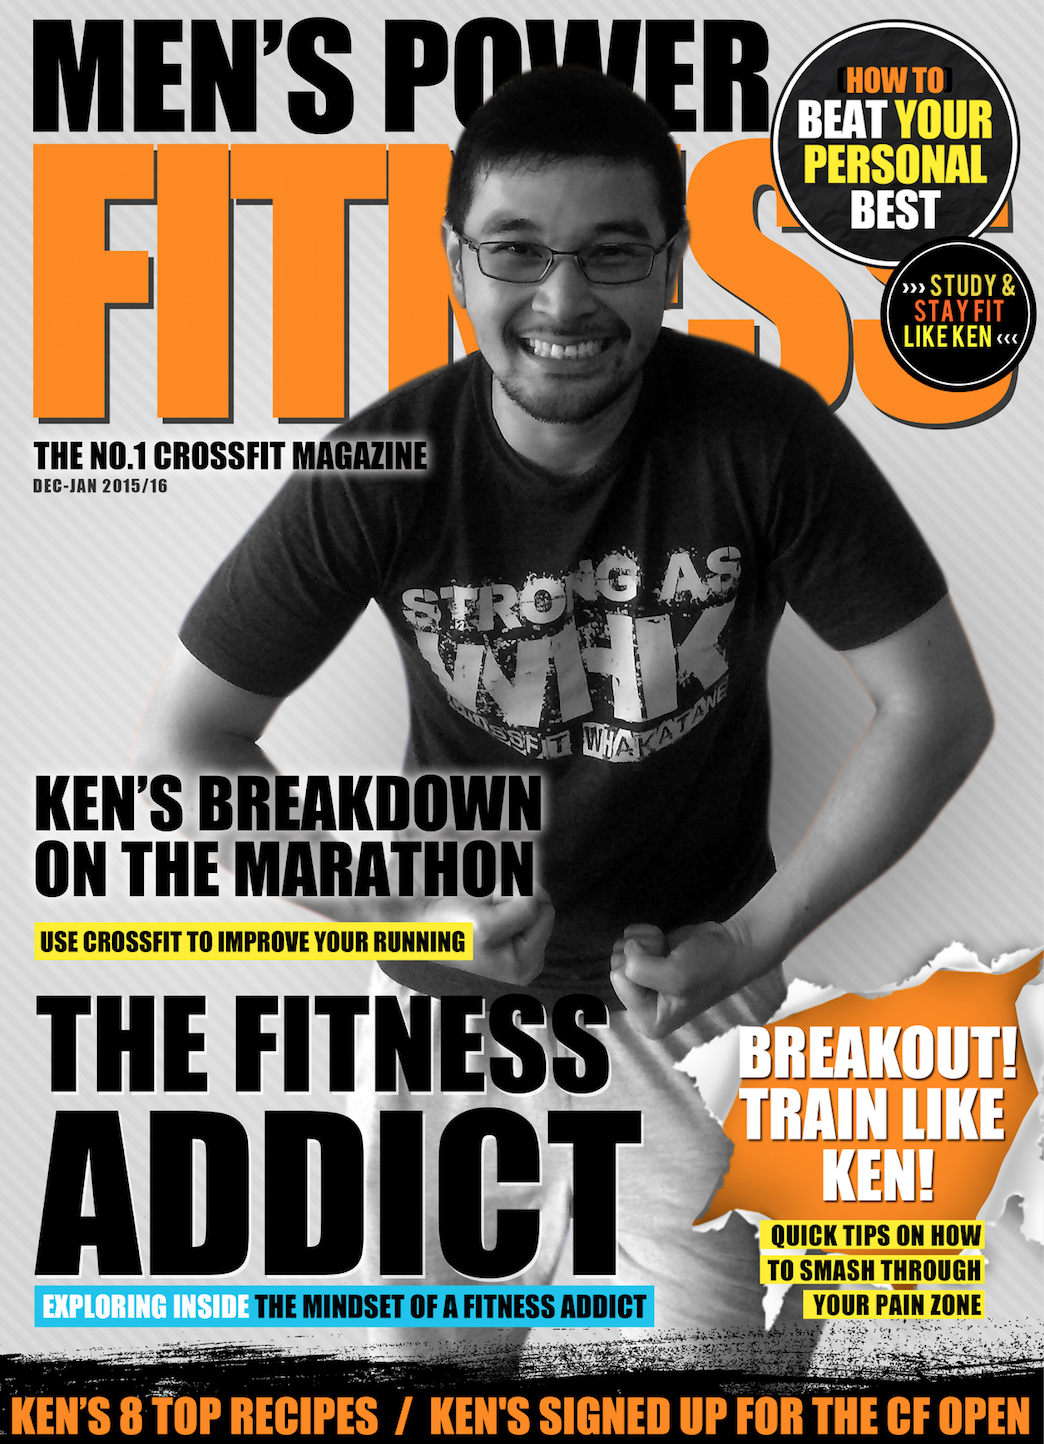 MEN'S POWER
FITNESS
HOW TO
BEAT YOUR
PERSONAL
BEST
››› STUDY &
STAY FIT
LIKE KEN ‹‹‹
THE NO.1 CROSSFIT MAGAZINE
DEC-JAN 2015/16
STRONG AS
WHK
CROSSFIT WHAKATANE
KEN'S BREAKDOWN
ON THE MARATHON
USE CROSSFIT TO IMPROVE YOUR RUNNING
THE FITNESS
ADDICT
EXPLORING INSIDE THE MINDSET OF A FITNESS ADDICT
BREAKOUT!
TRAIN LIKE
KEN!
QUICK TIPS ON HOW
TO SMASH THROUGH
YOUR PAIN ZONE
KEN'S 8 TOP RECIPES / KEN'S SIGNED UP FOR THE CF OPEN